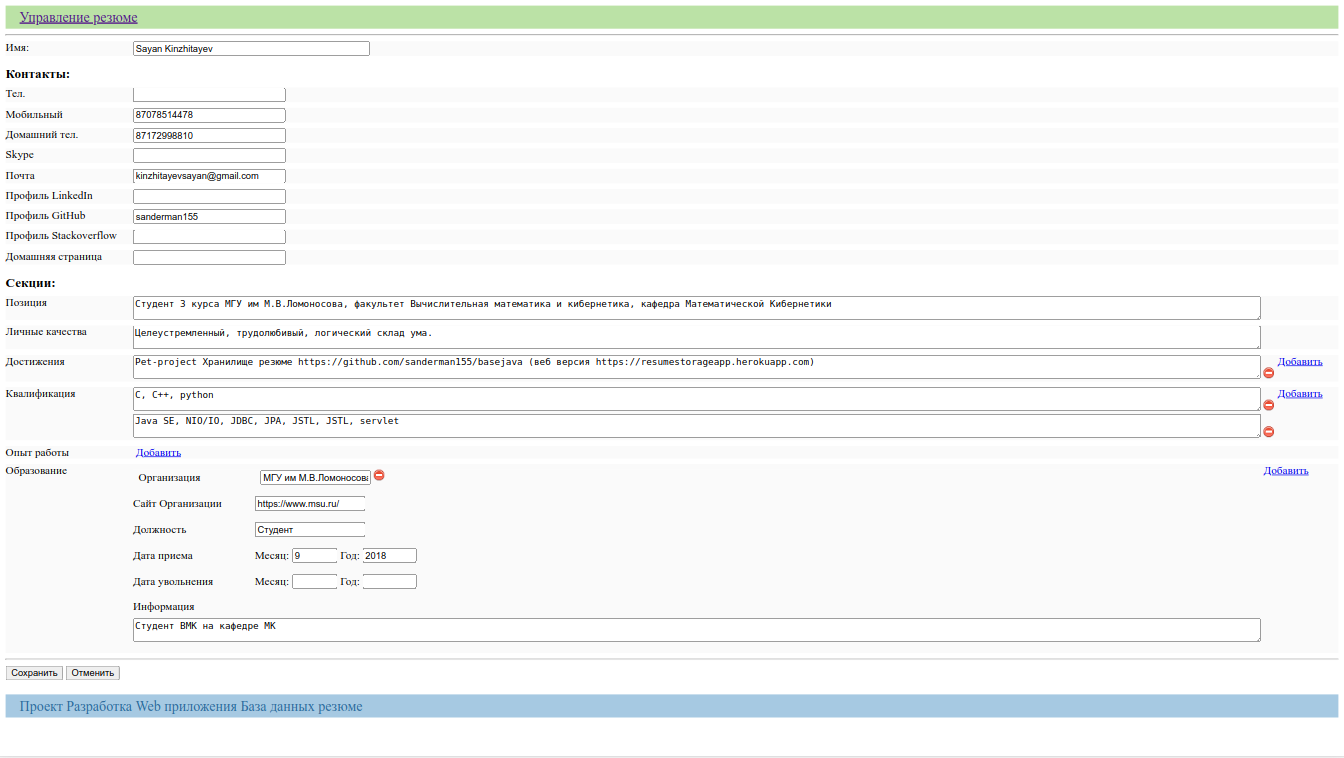 Управление резюме
Имя: Sayan Kinzhitayev
Контакты:
Тел.
Мобильный 87078514478
Домашний тел. 87172998810
Skype
Почта kinzhitayevsayan@gmail.com
Профиль LinkedIn
Профиль GitHub sanderman155
Профиль Stackoverflow
Домашняя страница
Секции:
Позиция Студент 3 курса МГУ им М.В.Ломоносова, факультет Вычислительная математика и кибернетика, кафедра Математической Кибернетики
Личные качества Целеустремленный, трудолюбивый, логический склад ума.
Достижения Pet-project Хранилище резюме https://github.com/sanderman155/basejava (веб версия https://resumestorageapp.herokuapp.com) Добавить
Квалификация C, C++, python Добавить
Java SE, NIO/IO, JDBC, JPA, JSTL, JSTL, servlet
Опыт работы Добавить
Образование Организация МГУ им М.В.Ломоносова Добавить
Сайт Организации https://www.msu.ru/
Должность Студент
Дата приема Месяц: 9 Год: 2018
Дата увольнения Месяц: Год:
Информация
Студент ВМК на кафедре МК
Сохранить Отменить
Проект Разработка Web приложения База данных резюме